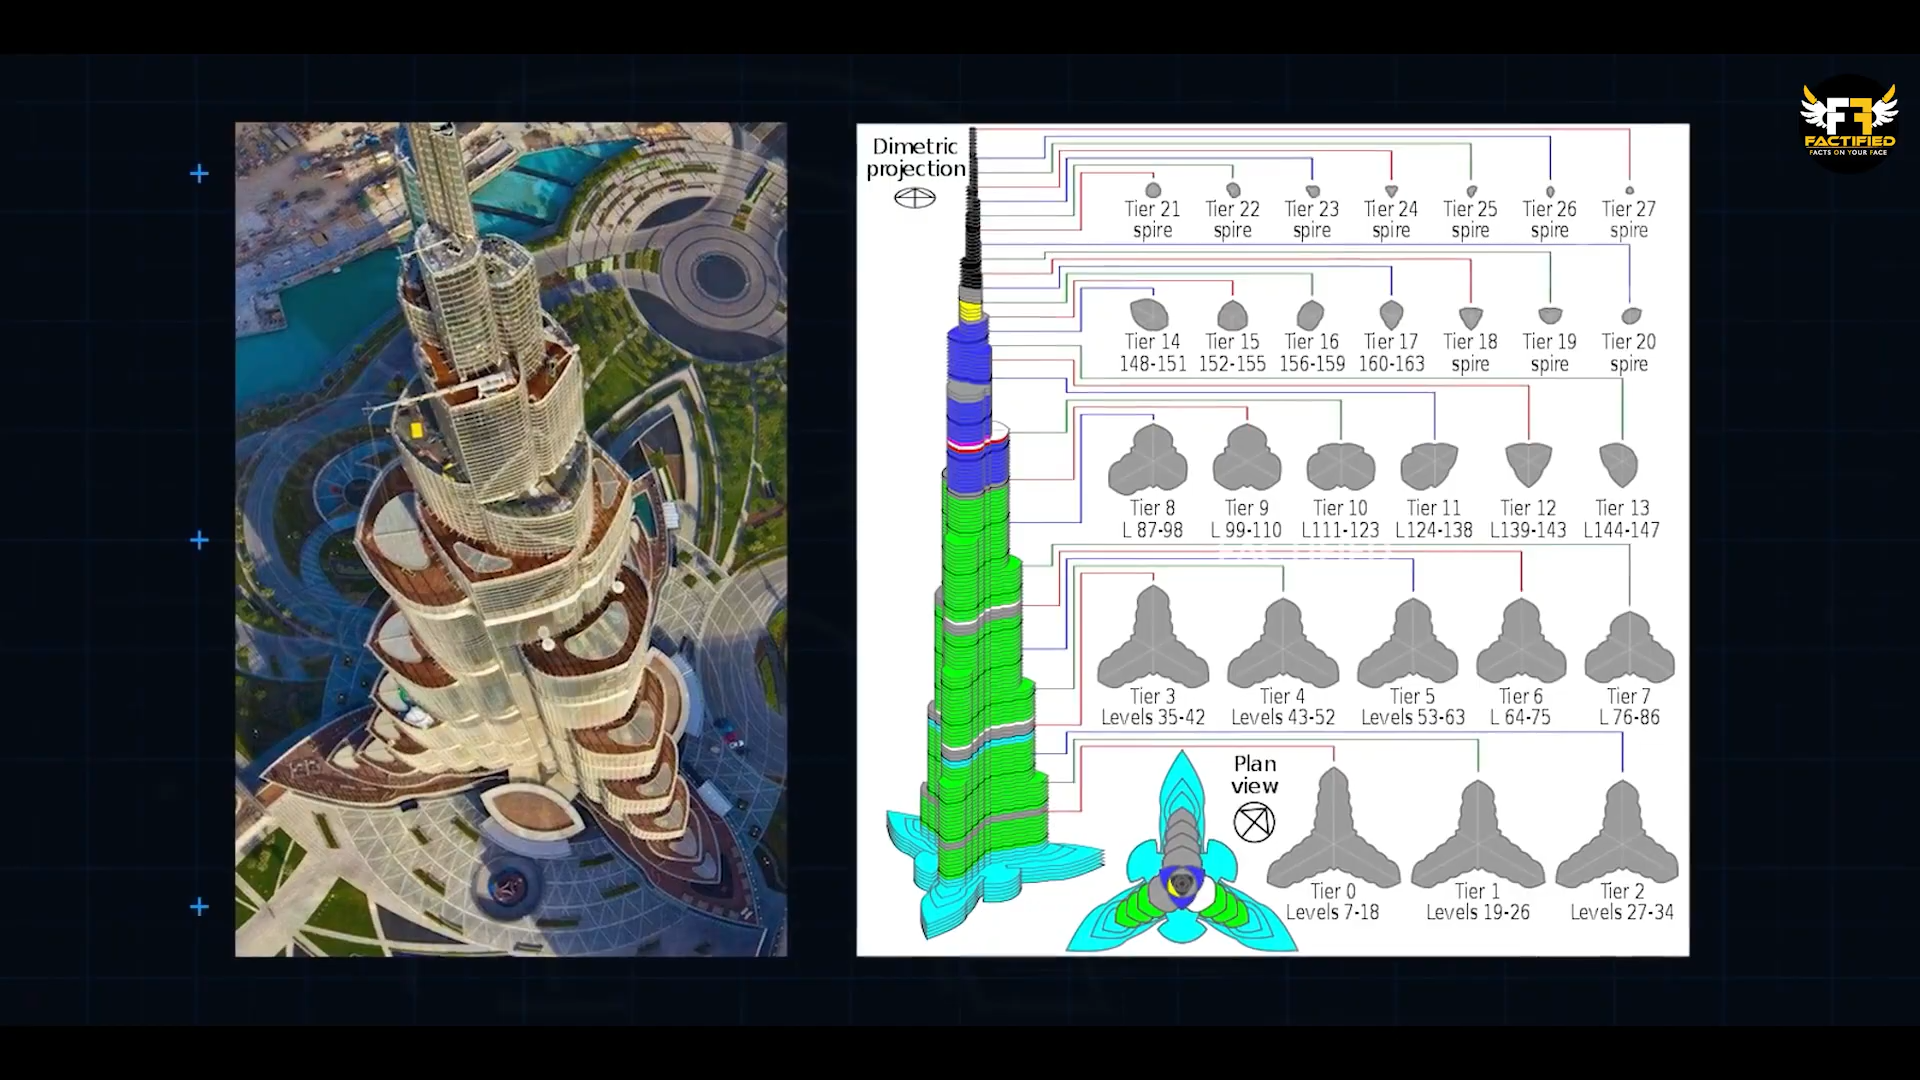 FF
FACTIFIED
FACTS ON YOUR FACE
Dimetric
projection
Tier 21
spire
Tier 22
spire
Tier 23
spire
Tier 24
spire
Tier 25
spire
Tier 26
spire
Tier 27
spire
Tier 14
148-151
Tier 15
152-155
Tier 16
156-159
Tier 17
160-163
Tier 18
spire
Tier 19
spire
Tier 20
spire
Tier 8
L 87-98
Tier 9
L 99-110
Tier 10
L111-123
Tier 11
L124-138
Tier 12
L139-143
Tier 13
L144-147
Tier 3
Levels 35-42
Tier 4
Levels 43-52
Tier 5
Levels 53-63
Tier 6
L 64-75
Tier 7
L 76-86
Plan
view
Tier 0
Levels 7-18
Tier 1
Levels 19-26
Tier 2
Levels 27-34